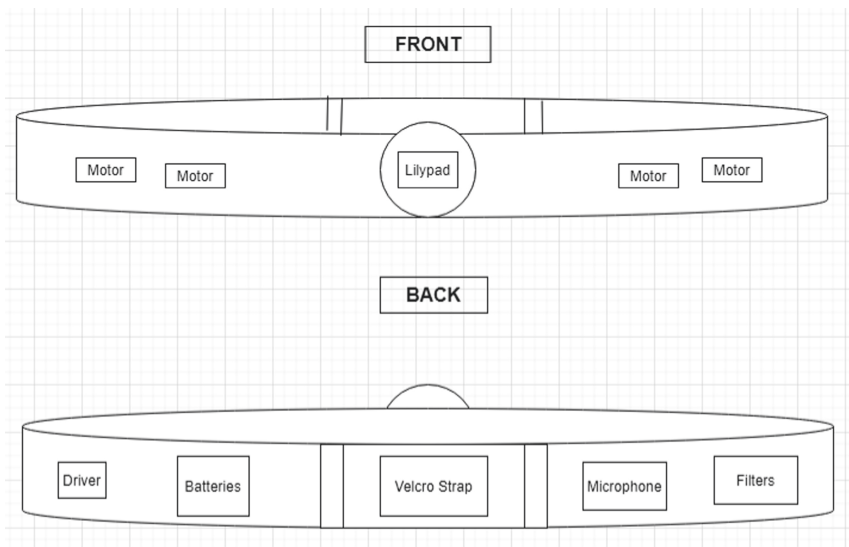 FRONT
Motor
Motor
Lilypad
Motor
Motor
BACK
Driver
Batteries
Velcro Strap
Microphone
Filters